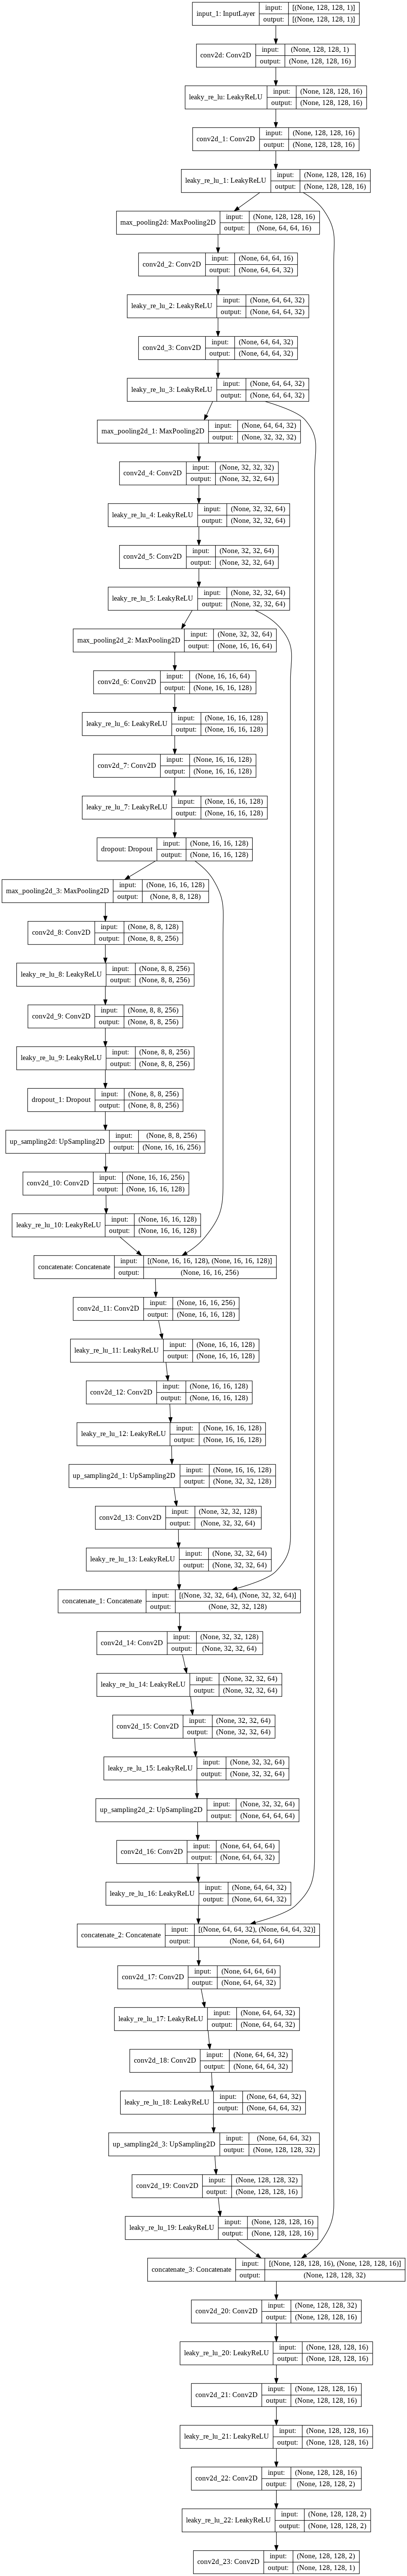 input_1: InputLayer input: [(None, 128, 128, 1)]
output: [(None, 128, 128, 1)]
conv2d: Conv2D input: (None, 128, 128, 1)
output: (None, 128, 128, 16)
leaky_re_lu: LeakyReLU input: (None, 128, 128, 16)
output: (None, 128, 128, 16)
conv2d_1: Conv2D input: (None, 128, 128, 16)
output: (None, 128, 128, 16)
leaky_re_lu_1: LeakyReLU input: (None, 128, 128, 16)
output: (None, 128, 128, 16)
max_pooling2d: MaxPooling2D input: (None, 128, 128, 16)
output: (None, 64, 64, 16)
conv2d_2: Conv2D input: (None, 64, 64, 16)
output: (None, 64, 64, 32)
leaky_re_lu_2: LeakyReLU input: (None, 64, 64, 32)
output: (None, 64, 64, 32)
conv2d_3: Conv2D input: (None, 64, 64, 32)
output: (None, 64, 64, 32)
leaky_re_lu_3: LeakyReLU input: (None, 64, 64, 32)
output: (None, 64, 64, 32)
max_pooling2d_1: MaxPooling2D input: (None, 64, 64, 32)
output: (None, 32, 32, 32)
conv2d_4: Conv2D input: (None, 32, 32, 32)
output: (None, 32, 32, 64)
leaky_re_lu_4: LeakyReLU input: (None, 32, 32, 64)
output: (None, 32, 32, 64)
conv2d_5: Conv2D input: (None, 32, 32, 64)
output: (None, 32, 32, 64)
leaky_re_lu_5: LeakyReLU input: (None, 32, 32, 64)
output: (None, 32, 32, 64)
max_pooling2d_2: MaxPooling2D input: (None, 32, 32, 64)
output: (None, 16, 16, 64)
conv2d_6: Conv2D input: (None, 16, 16, 64)
output: (None, 16, 16, 128)
leaky_re_lu_6: LeakyReLU input: (None, 16, 16, 128)
output: (None, 16, 16, 128)
conv2d_7: Conv2D input: (None, 16, 16, 128)
output: (None, 16, 16, 128)
leaky_re_lu_7: LeakyReLU input: (None, 16, 16, 128)
output: (None, 16, 16, 128)
dropout: Dropout input: (None, 16, 16, 128)
output: (None, 16, 16, 128)
max_pooling2d_3: MaxPooling2D input: (None, 16, 16, 128)
output: (None, 8, 8, 128)
conv2d_8: Conv2D input: (None, 8, 8, 128)
output: (None, 8, 8, 256)
leaky_re_lu_8: LeakyReLU input: (None, 8, 8, 256)
output: (None, 8, 8, 256)
conv2d_9: Conv2D input: (None, 8, 8, 256)
output: (None, 8, 8, 256)
leaky_re_lu_9: LeakyReLU input: (None, 8, 8, 256)
output: (None, 8, 8, 256)
dropout_1: Dropout input: (None, 8, 8, 256)
output: (None, 8, 8, 256)
up_sampling2d: UpSampling2D input: (None, 8, 8, 256)
output: (None, 16, 16, 256)
conv2d_10: Conv2D input: (None, 16, 16, 256)
output: (None, 16, 16, 128)
leaky_re_lu_10: LeakyReLU input: (None, 16, 16, 128)
output: (None, 16, 16, 128)
concatenate: Concatenate input: [(None, 16, 16, 128), (None, 16, 16, 128)]
output: (None, 16, 16, 256)
conv2d_11: Conv2D input: (None, 16, 16, 256)
output: (None, 16, 16, 128)
leaky_re_lu_11: LeakyReLU input: (None, 16, 16, 128)
output: (None, 16, 16, 128)
conv2d_12: Conv2D input: (None, 16, 16, 128)
output: (None, 16, 16, 128)
leaky_re_lu_12: LeakyReLU input: (None, 16, 16, 128)
output: (None, 16, 16, 128)
up_sampling2d_1: UpSampling2D input: (None, 16, 16, 128)
output: (None, 32, 32, 128)
conv2d_13: Conv2D input: (None, 32, 32, 128)
output: (None, 32, 32, 64)
leaky_re_lu_13: LeakyReLU input: (None, 32, 32, 64)
output: (None, 32, 32, 64)
concatenate_1: Concatenate input: [(None, 32, 32, 64), (None, 32, 32, 64)]
output: (None, 32, 32, 128)
conv2d_14: Conv2D input: (None, 32, 32, 128)
output: (None, 32, 32, 64)
leaky_re_lu_14: LeakyReLU input: (None, 32, 32, 64)
output: (None, 32, 32, 64)
conv2d_15: Conv2D input: (None, 32, 32, 64)
output: (None, 32, 32, 64)
leaky_re_lu_15: LeakyReLU input: (None, 32, 32, 64)
output: (None, 32, 32, 64)
up_sampling2d_2: UpSampling2D input: (None, 32, 32, 64)
output: (None, 64, 64, 64)
conv2d_16: Conv2D input: (None, 64, 64, 64)
output: (None, 64, 64, 32)
leaky_re_lu_16: LeakyReLU input: (None, 64, 64, 32)
output: (None, 64, 64, 32)
concatenate_2: Concatenate input: [(None, 64, 64, 32), (None, 64, 64, 32)]
output: (None, 64, 64, 64)
conv2d_17: Conv2D input: (None, 64, 64, 64)
output: (None, 64, 64, 32)
leaky_re_lu_17: LeakyReLU input: (None, 64, 64, 32)
output: (None, 64, 64, 32)
conv2d_18: Conv2D input: (None, 64, 64, 32)
output: (None, 64, 64, 32)
leaky_re_lu_18: LeakyReLU input: (None, 64, 64, 32)
output: (None, 64, 64, 32)
up_sampling2d_3: UpSampling2D input: (None, 64, 64, 32)
output: (None, 128, 128, 32)
conv2d_19: Conv2D input: (None, 128, 128, 32)
output: (None, 128, 128, 16)
leaky_re_lu_19: LeakyReLU input: (None, 128, 128, 16)
output: (None, 128, 128, 16)
concatenate_3: Concatenate input: [(None, 128, 128, 16), (None, 128, 128, 16)]
output: (None, 128, 128, 32)
conv2d_20: Conv2D input: (None, 128, 128, 32)
output: (None, 128, 128, 16)
leaky_re_lu_20: LeakyReLU input: (None, 128, 128, 16)
output: (None, 128, 128, 16)
conv2d_21: Conv2D input: (None, 128, 128, 16)
output: (None, 128, 128, 16)
leaky_re_lu_21: LeakyReLU input: (None, 128, 128, 16)
output: (None, 128, 128, 16)
conv2d_22: Conv2D input: (None, 128, 128, 16)
output: (None, 128, 128, 2)
leaky_re_lu_22: LeakyReLU input: (None, 128, 128, 2)
output: (None, 128, 128, 2)
conv2d_23: Conv2D input: (None, 128, 128, 2)
output: (None, 128, 128, 1)